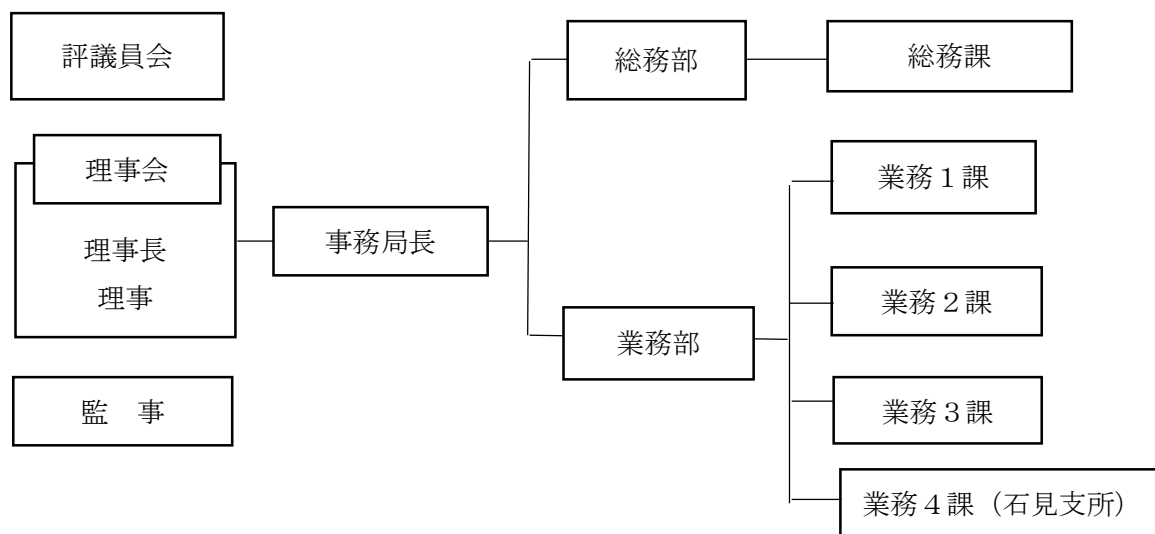 評議員会
理事会
理事長
理事
監　事
事務局長
総務部
総務課
業務部
業務１課
業務２課
業務３課
業務４課（石見支所）